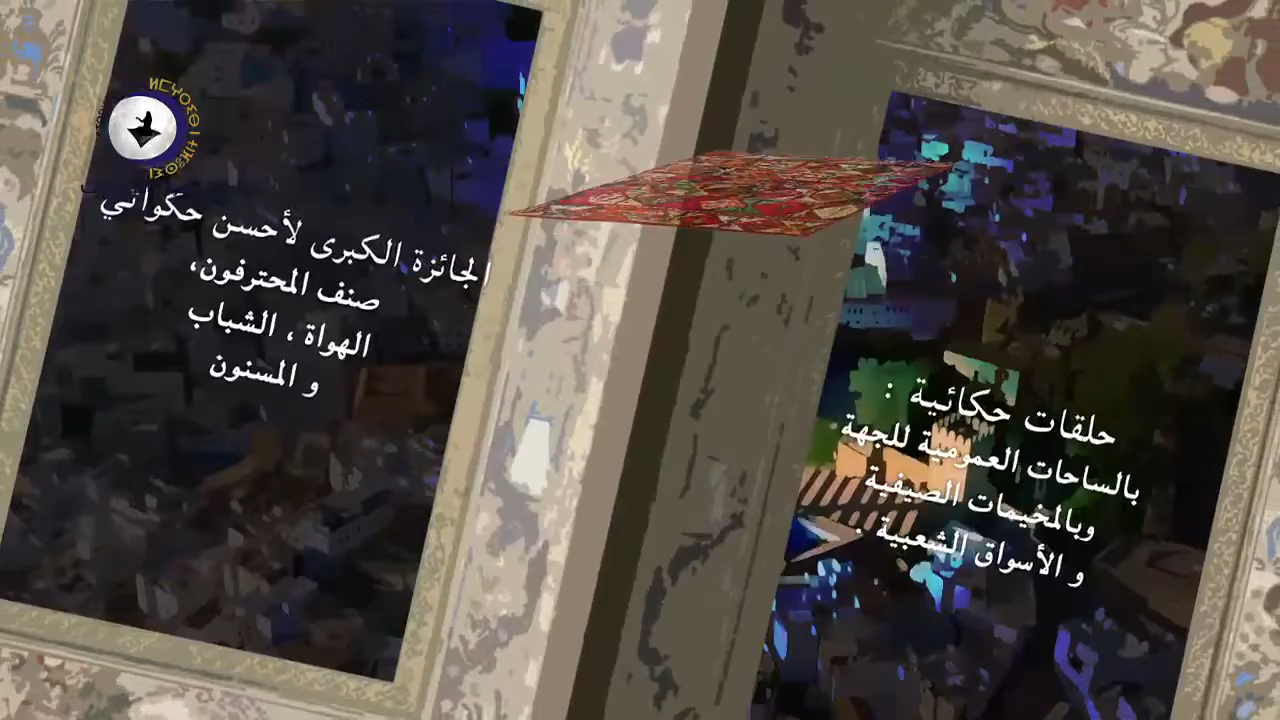 الجائزة الكبرى لأحسن حكواتي
صنف المحترفون،
الهواة ، الشباب
و المسنون
حلقات حكائية :
بالساحات العمومية للجهة
وبالمخيمات الصيفية
و الأسواق الشعبية .